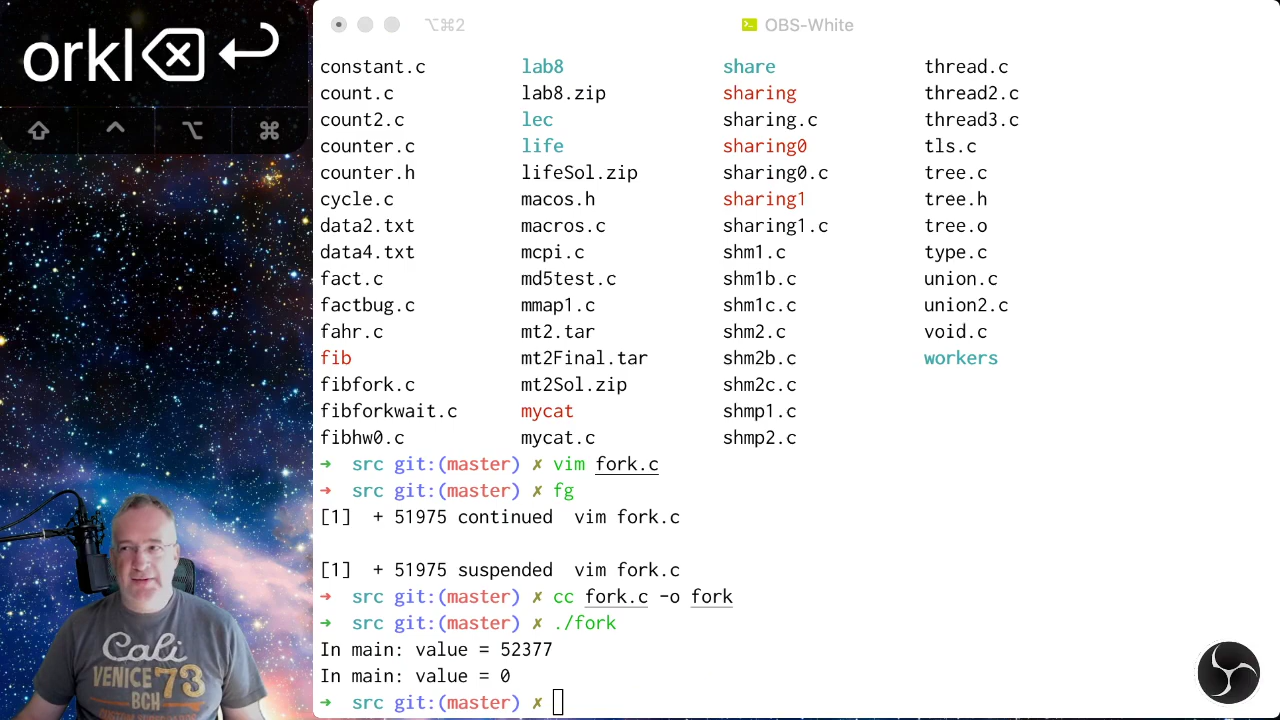 orkl
⌥⌘2 OBS-White
constant.c lab8 share thread.c
count.c lab8.zip sharing thread2.c
count2.c lec sharing.c thread3.c
counter.c life sharing0 tls.c
counter.h lifeSol.zip sharing0.c tree.c
cycle.c macos.h sharing1 tree.h
data2.txt macros.c sharing1.c tree.o
data4.txt mcpi.c shm1.c type.c
fact.c md5test.c shm1b.c union.c
factbug.c mmap1.c shm1c.c union2.c
fahr.c mt2.tar shm2.c void.c
fib mt2Final.tar shm2b.c workers
fibfork.c mt2Sol.zip shm2c.c
fibforkwait.c mycat shmp1.c
fibhw0.c mycat.c shmp2.c
➜ src git:(master) ✗ vim fork.c
➜ src git:(master) ✗ fg
[1] + 51975 continued vim fork.c
[1] + 51975 suspended vim fork.c
➜ src git:(master) ✗ cc fork.c -o fork
➜ src git:(master) ✗ ./fork
In main: value = 52377
In main: value = 0
➜ src git:(master) ✗
Cali
VENICE 73
BCH